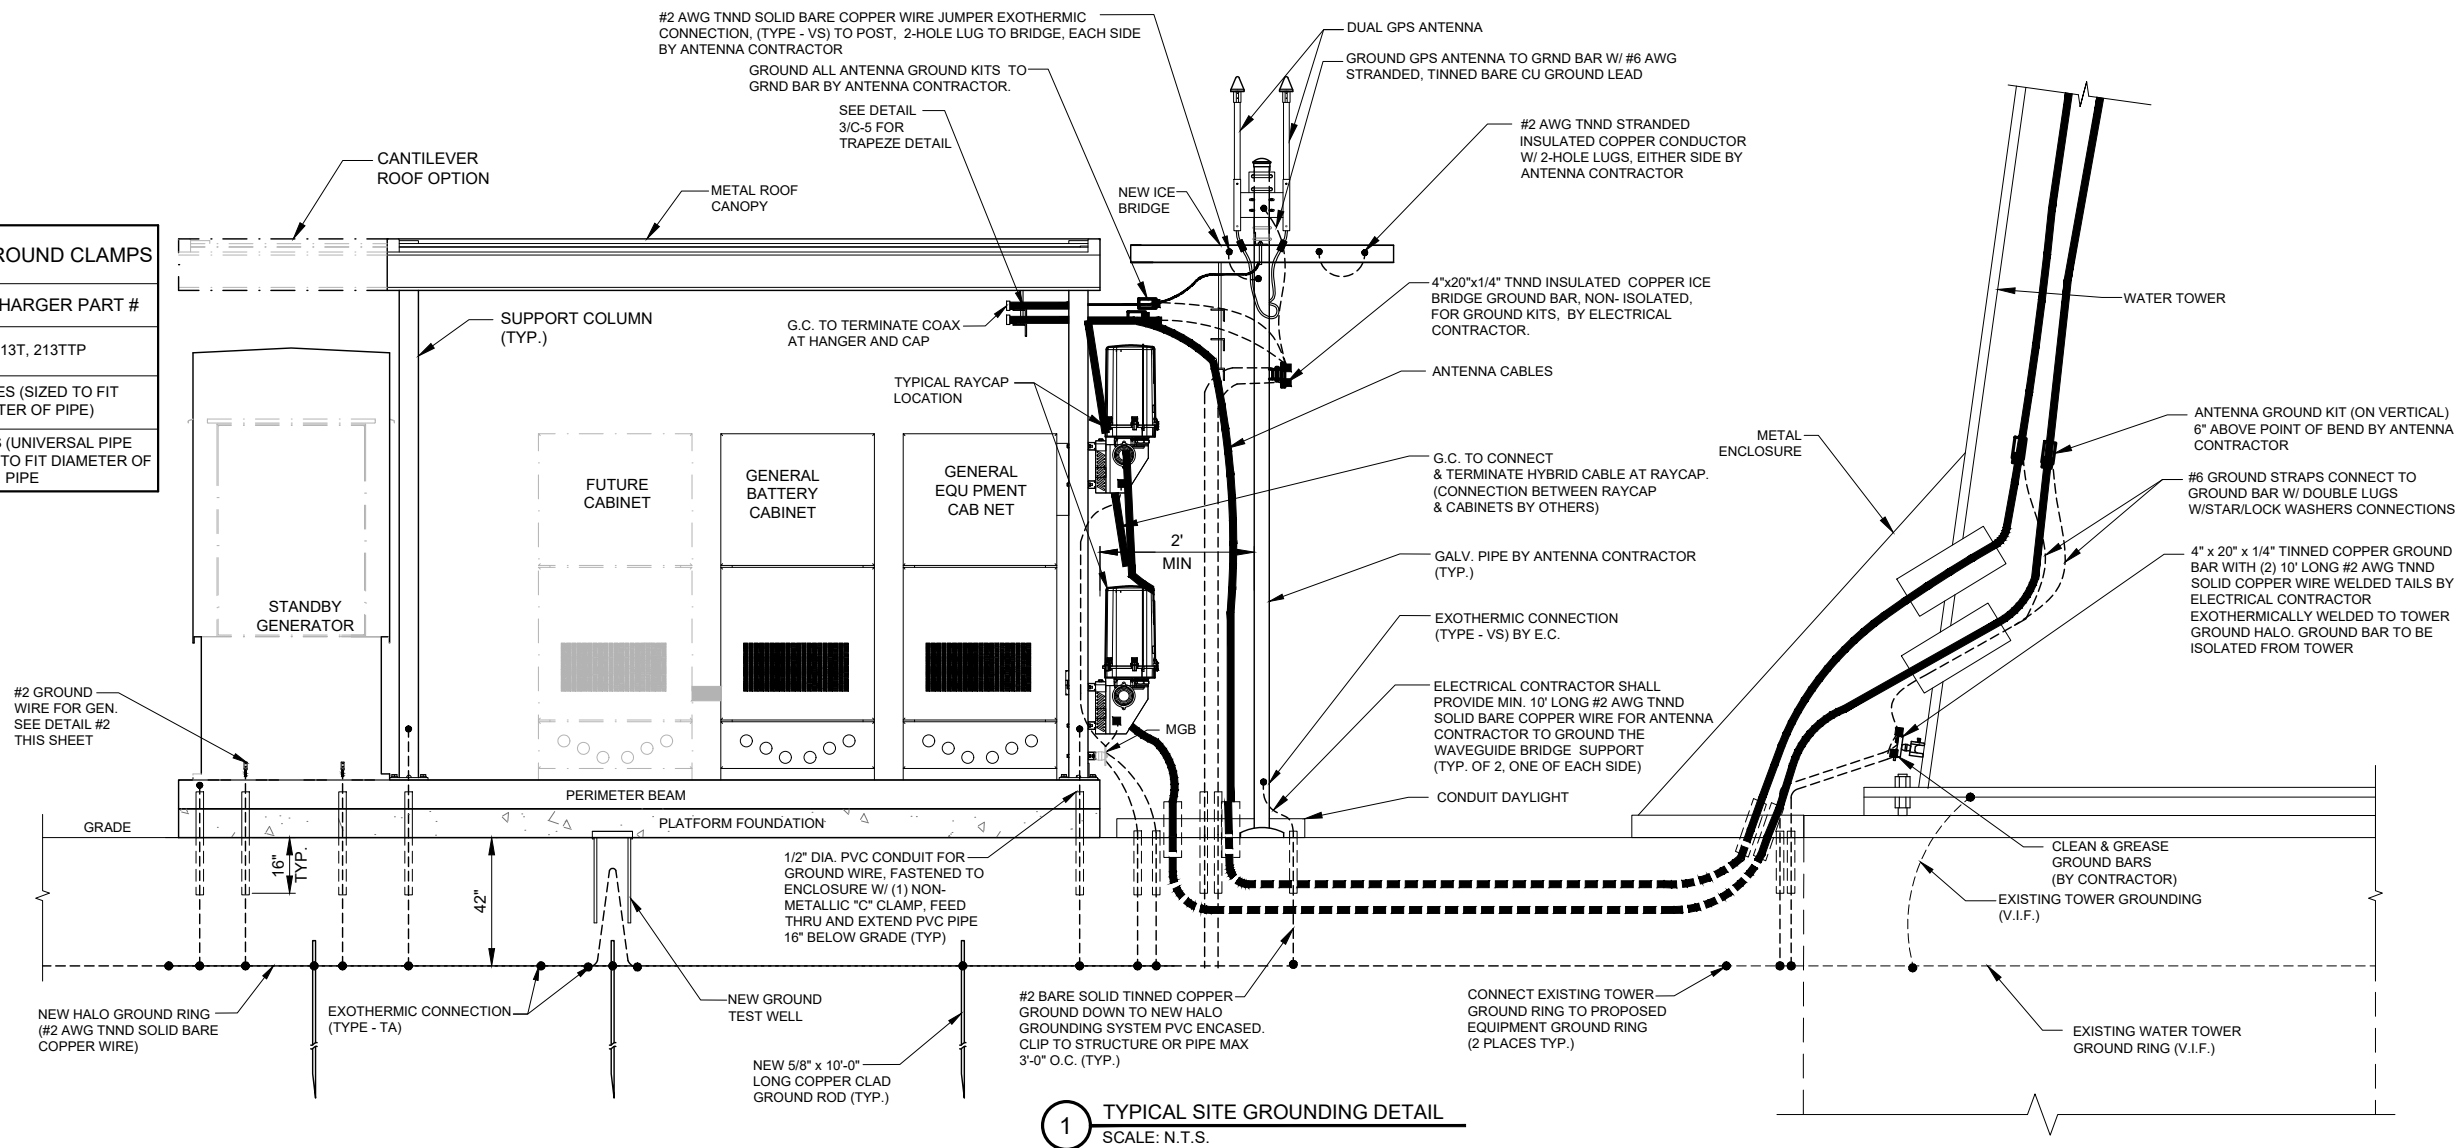 #2 AWG TNND SOLID BARE COPPER WIRE JUMPER EXOTHERMIC
CONNECTION, (TYPE - VS) TO POST, 2-HOLE LUG TO BRIDGE, EACH SIDE
BY ANTENNA CONTRACTOR
GROUND ALL ANTENNA GROUND KITS TO
GRND BAR BY ANTENNA CONTRACTOR.
SEE DETAIL
3/C-5 FOR
TRAPEZE DETAIL
DUAL GPS ANTENNA
GROUND GPS ANTENNA TO GRND BAR W/ #6 AWG
STRANDED, TINNED BARE CU GROUND LEAD
#2 AWG TNND STRANDED
INSULATED COPPER CONDUCTOR
W/ 2-HOLE LUGS, EITHER SIDE BY
ANTENNA CONTRACTOR
CANTILEVER
ROOF OPTION
METAL ROOF
CANOPY
NEW ICE
BRIDGE
ROUND CLAMPS
HARGER PART #
13T, 213TTP
ES (SIZED TO FIT
TER OF PIPE)
(UNIVERSAL PIPE
TO FIT DIAMETER OF
PIPE
SUPPORT COLUMN
(TYP.)
G.C. TO TERMINATE COAX
AT HANGER AND CAP
4"x20"x1/4" TNND INSULATED COPPER ICE
BRIDGE GROUND BAR, NON- ISOLATED,
FOR GROUND KITS, BY ELECTRICAL
CONTRACTOR.
WATER TOWER
TYPICAL RAYCAP
LOCATION
ANTENNA CABLES
METAL
ENCLOSURE
ANTENNA GROUND KIT (ON VERTICAL)
6" ABOVE POINT OF BEND BY ANTENNA
CONTRACTOR
FUTURE
CABINET
GENERAL
BATTERY
CABINET
GENERAL
EQU PMENT
CAB NET
G.C. TO CONNECT
& TERMINATE HYBRID CABLE AT RAYCAP.
(CONNECTION BETWEEN RAYCAP
& CABINETS BY OTHERS)
#6 GROUND STRAPS CONNECT TO
GROUND BAR W/ DOUBLE LUGS
W/STAR/LOCK WASHERS CONNECTIONS
2'
MIN
GALV. PIPE BY ANTENNA CONTRACTOR
(TYP.)
4" x 20" x 1/4" TINNED COPPER GROUND
BAR WITH (2) 10' LONG #2 AWG TNND
SOLID COPPER WIRE WELDED TAILS BY
ELECTRICAL CONTRACTOR
EXOTHERMICALLY WELDED TO TOWER
GROUND HALO. GROUND BAR TO BE
ISOLATED FROM TOWER
STANDBY
GENERATOR
EXOTHERMIC CONNECTION
(TYPE - VS) BY E.C.
#2 GROUND
WIRE FOR GEN.
SEE DETAIL #2
THIS SHEET
ELECTRICAL CONTRACTOR SHALL
PROVIDE MIN. 10' LONG #2 AWG TNND
SOLID BARE COPPER WIRE FOR ANTENNA
CONTRACTOR TO GROUND THE
WAVEGUIDE BRIDGE SUPPORT
(TYP. OF 2, ONE OF EACH SIDE)
MGB
PERIMETER BEAM
CONDUIT DAYLIGHT
GRADE
PLATFORM FOUNDATION
16"
TYP.
42"
1/2" DIA. PVC CONDUIT FOR
GROUND WIRE, FASTENED TO
ENCLOSURE W/ (1) NON-
METALLIC "C" CLAMP, FEED
THRU AND EXTEND PVC PIPE
16" BELOW GRADE (TYP)
CLEAN & GREASE
GROUND BARS
(BY CONTRACTOR)
EXISTING TOWER GROUNDING
(V.I.F.)
NEW HALO GROUND RING
(#2 AWG TNND SOLID BARE
COPPER WIRE)
EXOTHERMIC CONNECTION
(TYPE - TA)
NEW GROUND
TEST WELL
NEW 5/8" x 10'-0"
LONG COPPER CLAD
GROUND ROD (TYP.)
#2 BARE SOLID TINNED COPPER
GROUND DOWN TO NEW HALO
GROUNDING SYSTEM PVC ENCASED.
CLIP TO STRUCTURE OR PIPE MAX
3'-0" O.C. (TYP.)
CONNECT EXISTING TOWER
GROUND RING TO PROPOSED
EQUIPMENT GROUND RING
(2 PLACES TYP.)
EXISTING WATER TOWER
GROUND RING (V.I.F.)
1
TYPICAL SITE GROUNDING DETAIL
SCALE: N.T.S.